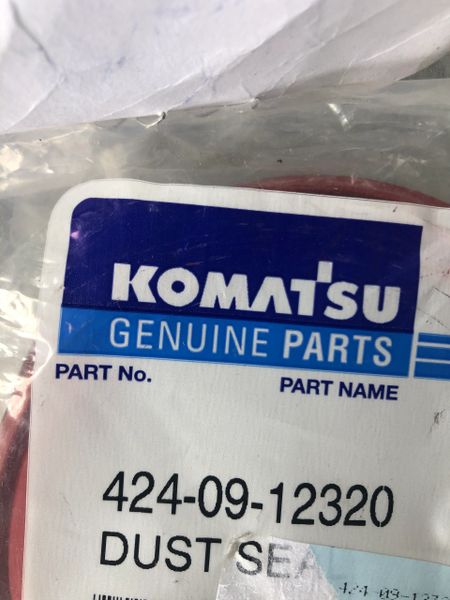 KOMATSU
GENUINE PARTS
PART No. PART NAME
424-09-12320
DUST SEA